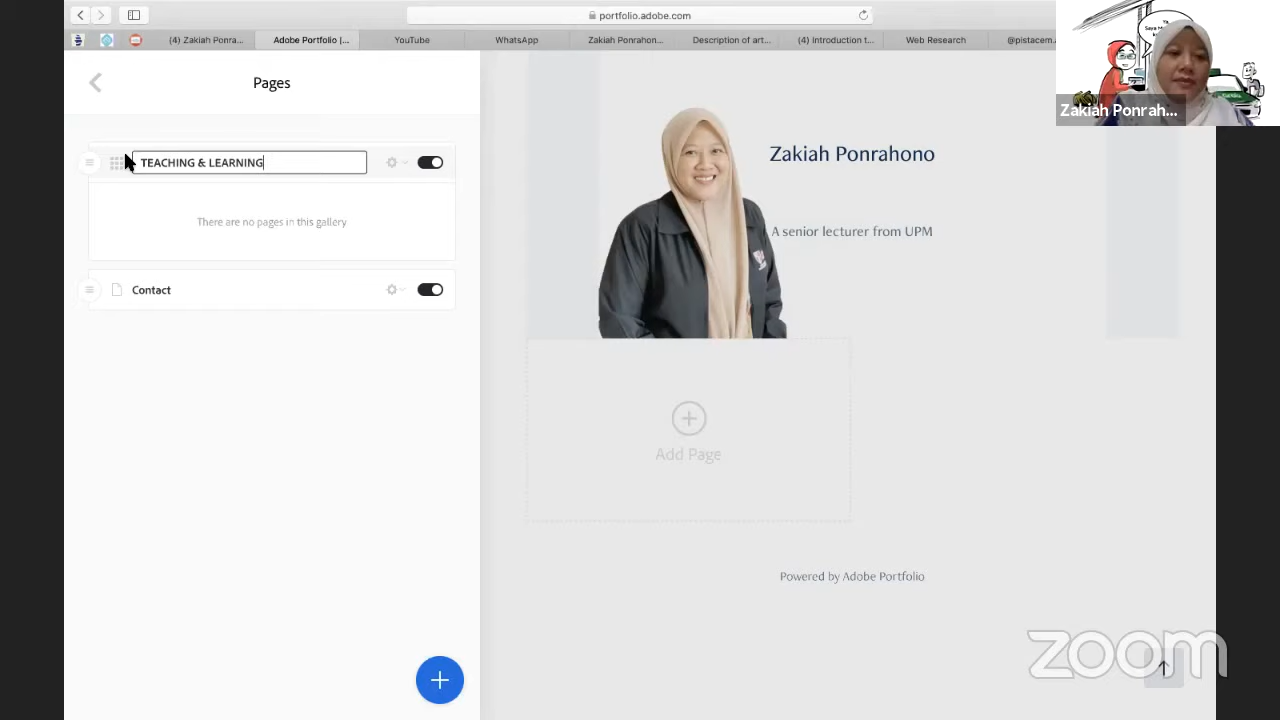 portfolio.adobe.com
(4) Zakiah Ponra...
Adobe Portfolio |...
YouTube
WhatsApp
Zakiah Ponrahon...
Description of art...
(4) Introduction t...
Web Research
@pistacem.
Zakiah Ponrah...
Pages
TEACHING & LEARNING
There are no pages in this gallery
Contact
Zakiah Ponrahono
A senior lecturer from UPM
Add Page
Powered by Adobe Portfolio
zoom